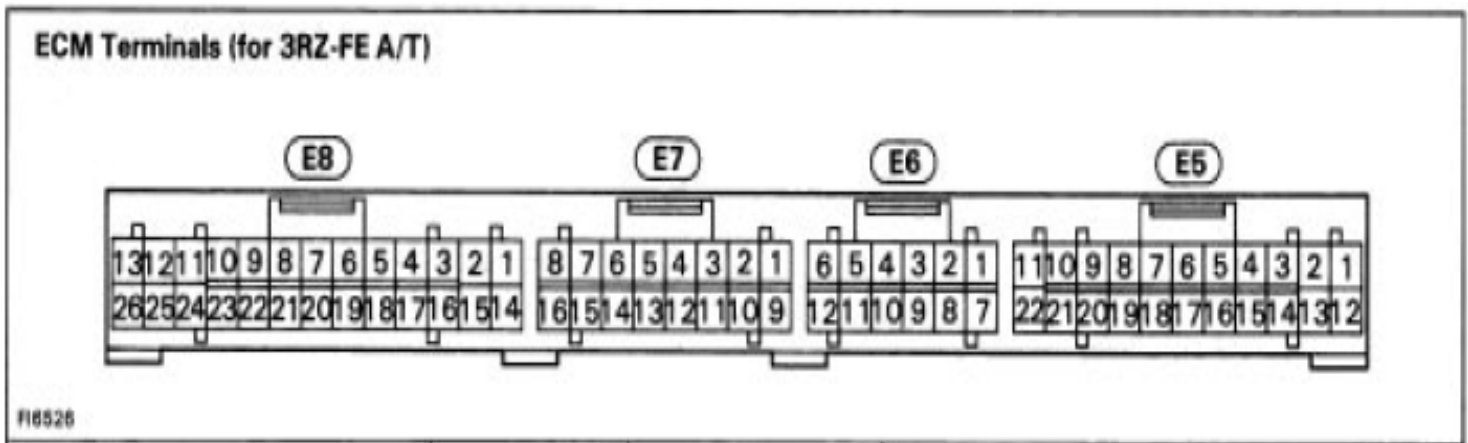 ECM Terminals (for 3RZ-FE A/T)
E8 E7 E6 E5
13 12 11 10 9 8 7 6 5 4 3 2 1 8 7 6 5 4 3 2 1 6 5 4 3 2 1 11 10 9 8 7 6 5 4 3 2 1
26 25 24 23 22 21 20 19 18 17 16 15 14 16 15 14 13 12 11 10 9 12 11 10 9 8 7 22 21 20 19 18 17 16 15 14 13 12
FI6526